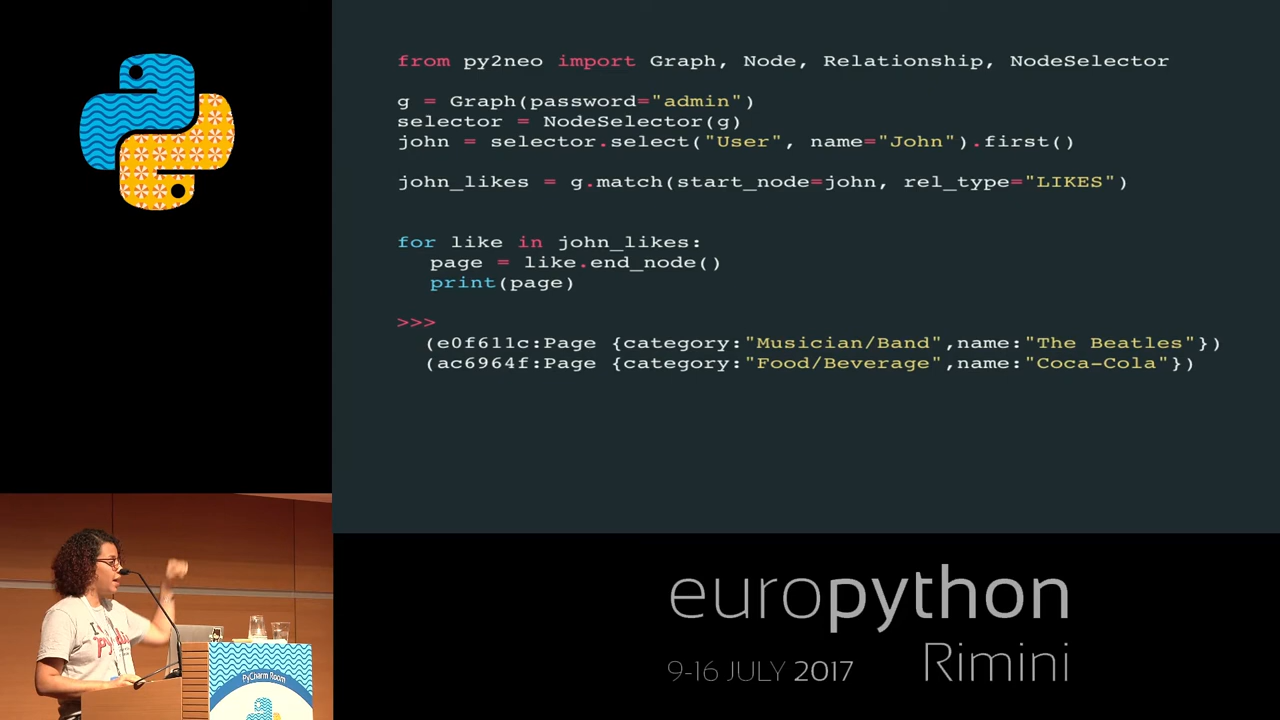 from py2neo import Graph, Node, Relationship, NodeSelector
g = Graph(password="admin")
selector = NodeSelector(g)
john = selector.select("User", name="John").first()
john_likes = g.match(start_node=john, rel_type="LIKES")
for like in john_likes:
page = like.end_node()
print(page)
>>>
(e0f611c:Page {category:"Musician/Band",name:"The Beatles"})
(ac6964f:Page {category:"Food/Beverage",name:"Coca-Cola"})
europython
Rimini
9-16 JULY 2017
PyCharm Room